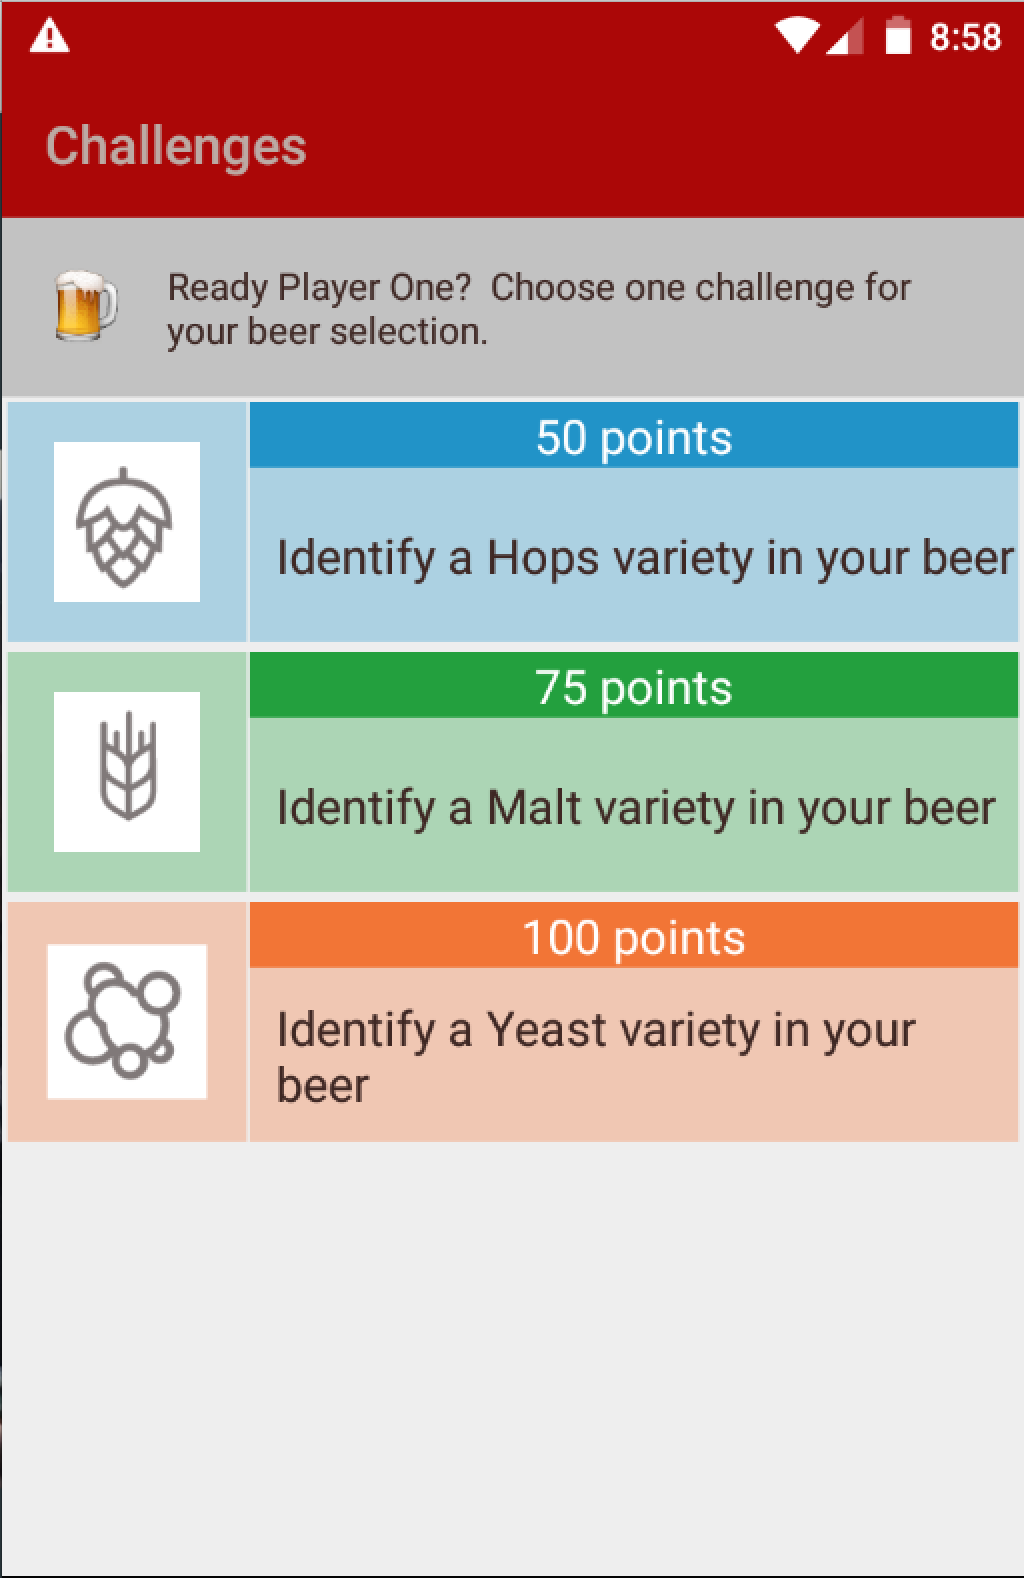 8:58
Challenges
Ready Player One?  Choose one challenge for
your beer selection.
50 points
Identify a Hops variety in your beer
75 points
Identify a Malt variety in your beer
100 points
Identify a Yeast variety in your
beer